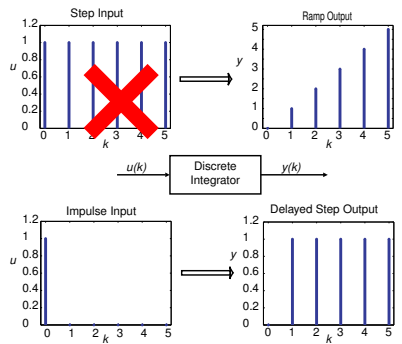 Step Input
Ramp Output
1.2
1
0.8
0.6
0.4
0.2
0
u
0 1 2 3 4 5
k
5
4
3
2
1
0
y
0 1 2 3 4 5
k
u(k)
Discrete
Integrator
y(k)
Impulse Input
Delayed Step Output
1.2
1
0.8
0.6
0.4
0.2
0
u
0 1 2 3 4 5
k
1.2
1
0.8
0.6
0.4
0.2
0
y
0 1 2 3 4 5
k